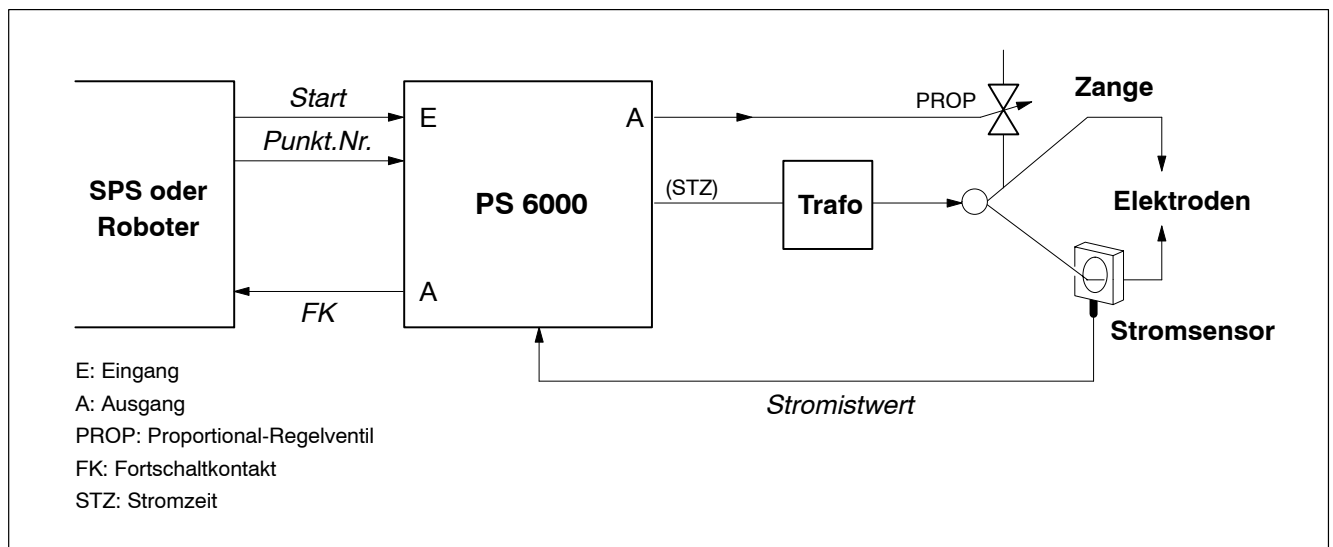 Start
Punkt.Nr.
SPS oder
Roboter
FK
E
A
PS 6000
A
(STZ)
Trafo
PROP
Zange
Elektroden
Stromsensor
Stromistwert
E: Eingang
A: Ausgang
PROP: Proportional-Regelventil
FK: Fortschaltkontakt
STZ: Stromzeit